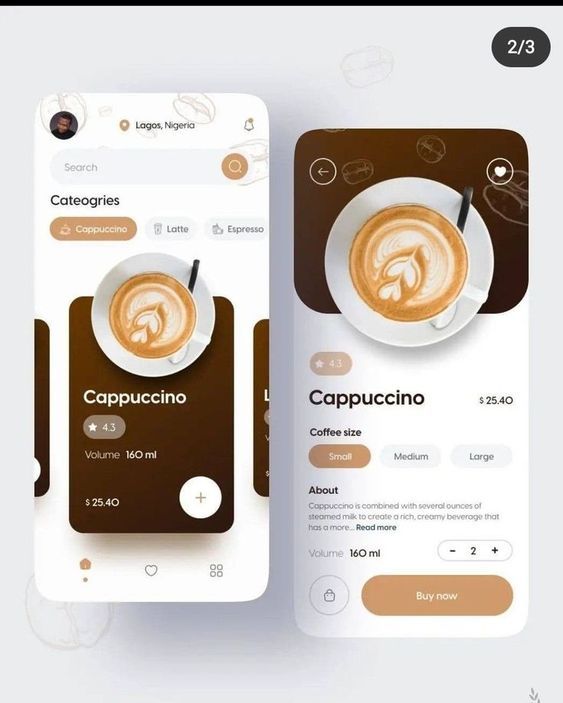 2/3
Lagos, Nigeria
Search
Cateogries
Cappuccino
Latte
Espresso
Cappuccino
4.3
Volume 160 ml
$ 25.40
4.3
Cappuccino
$ 25.40
Coffee size
Small
Medium
Large
About
Cappuccino is combined with several ounces of
steamed milk to create a rich, creamy beverage that
has a more... Read more
Volume 160 ml
- 2 +
Buy now